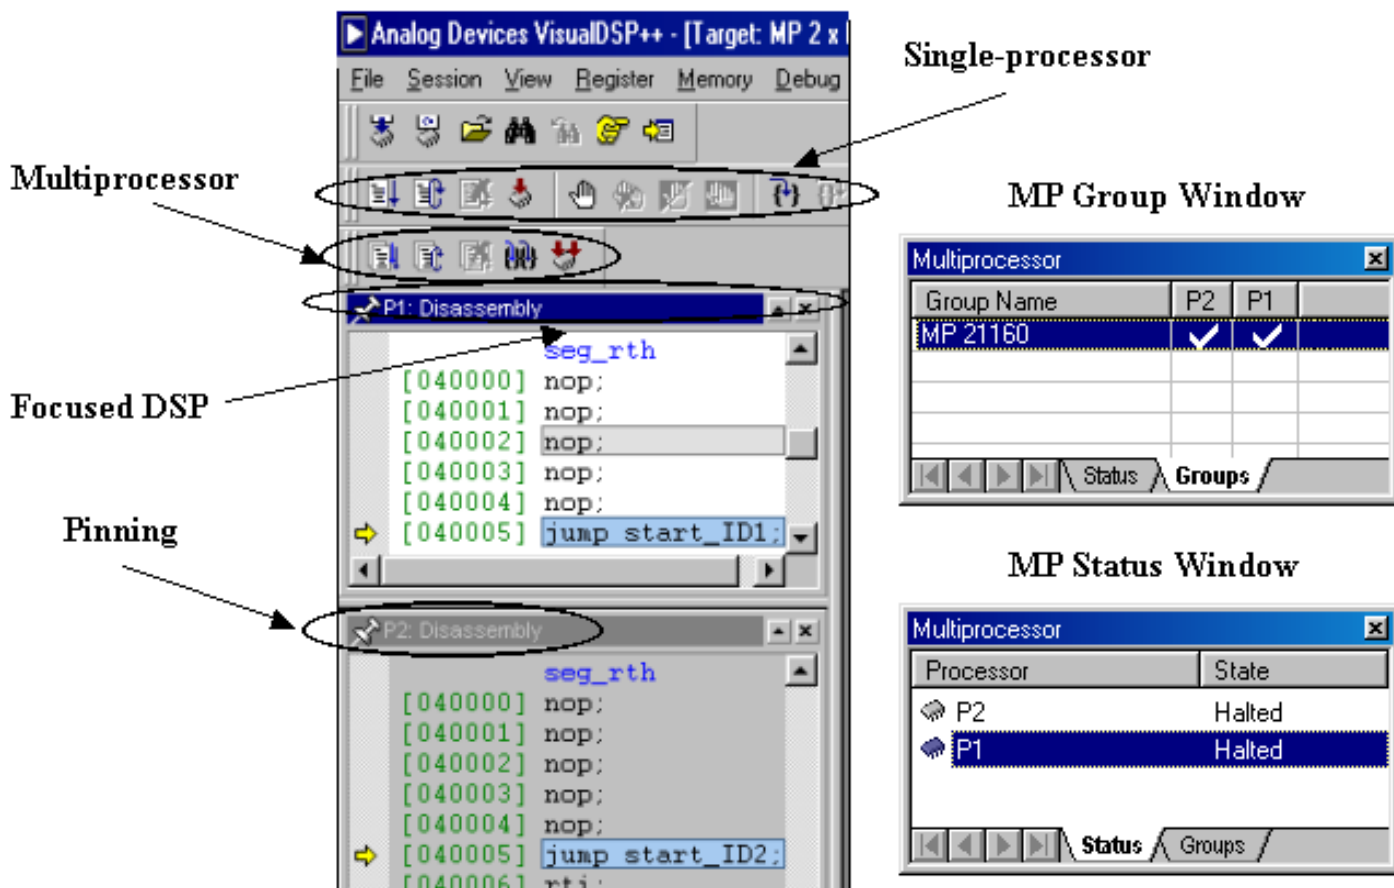 Analog Devices VisualDSP++ - [Target: MP 2 x
File Session View Register Memory Debug
Single-processor
Multiprocessor
Focused DSP
Pinning
P1: Disassembly
seg_rth
[040000] nop;
[040001] nop;
[040002] nop;
[040003] nop;
[040004] nop;
[040005] jump start_ID1;
P2: Disassembly
seg_rth
[040000] nop;
[040001] nop;
[040002] nop;
[040003] nop;
[040004] nop;
[040005] jump start_ID2;
[040006] rti;
MP Group Window
Multiprocessor
Group Name P2 P1
MP 21160
Status Groups
MP Status Window
Multiprocessor
Processor State
P2 Halted
P1 Halted
Status Groups